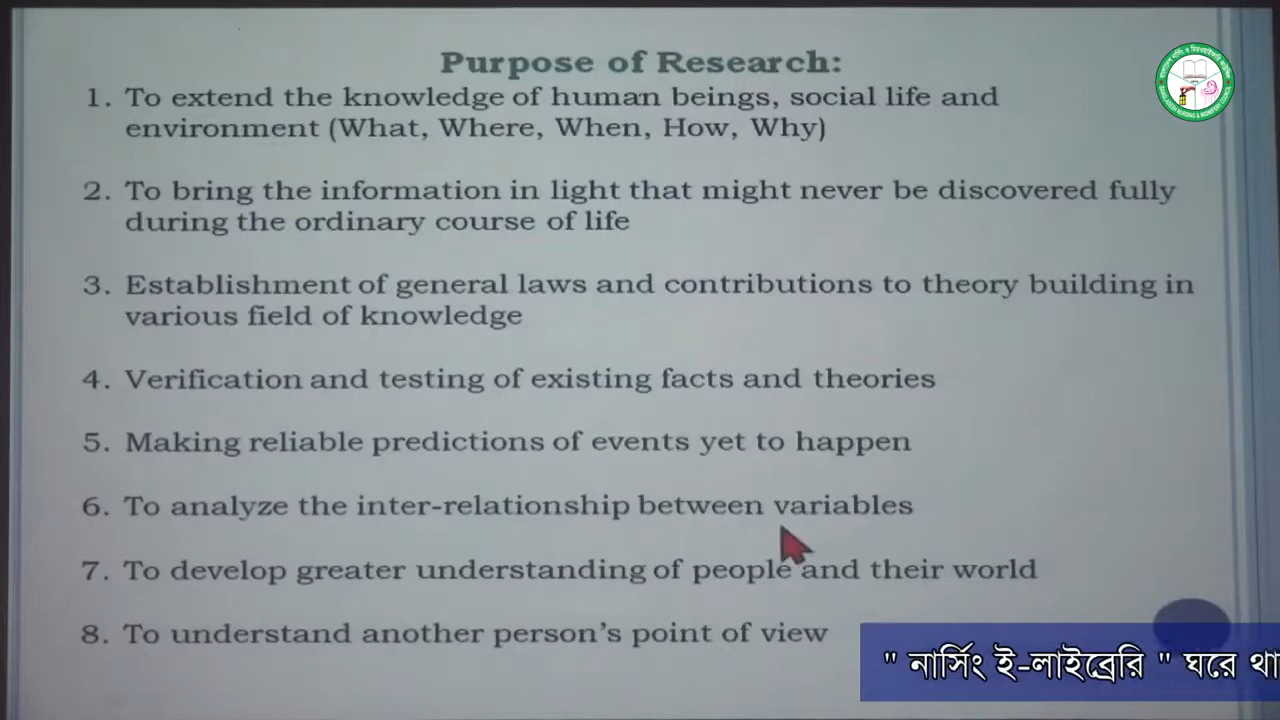 Purpose of Research:
1. To extend the knowledge of human beings, social life and
environment (What, Where, When, How, Why)
2. To bring the information in light that might never be discovered fully
during the ordinary course of life
3. Establishment of general laws and contributions to theory building in
various field of knowledge
4. Verification and testing of existing facts and theories
5. Making reliable predictions of events yet to happen
6. To analyze the inter-relationship between variables
7. To develop greater understanding of people and their world
8. To understand another person's point of view
" নার্সিং ই-লাইব্রেরি " ঘরে থা
BANGLADESH NURSING & MIDWIFERY COUNCIL